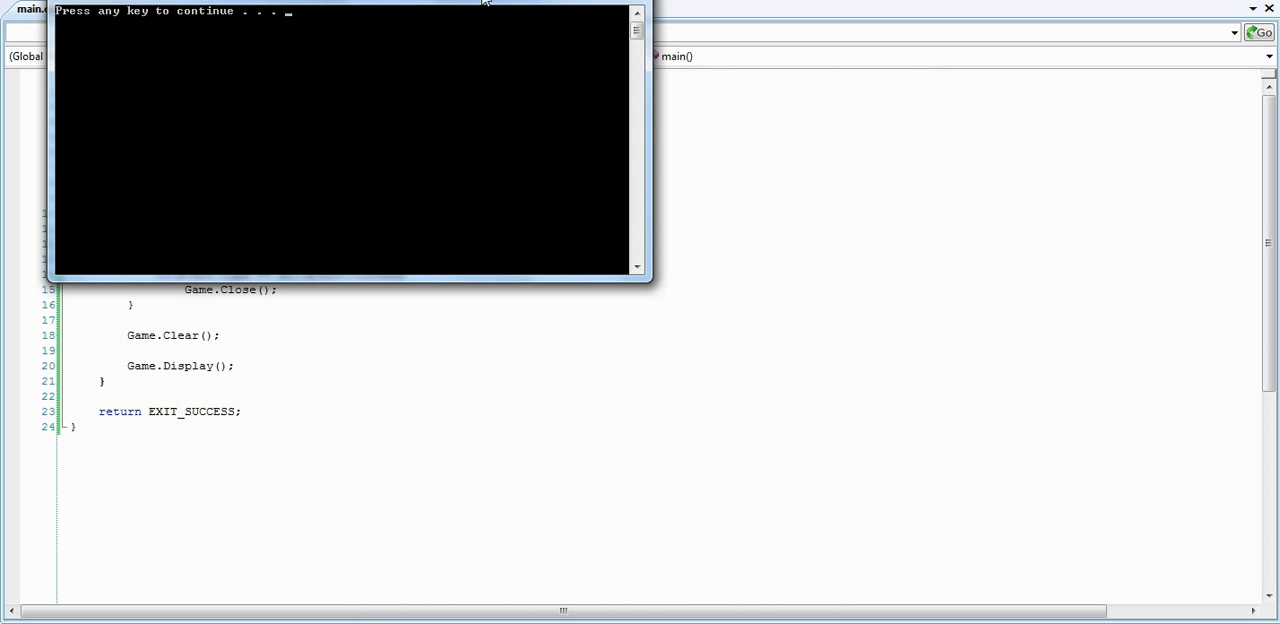 main.
Press any key to continue . . . _
Go
(Global
main()
15 Game.Close();
16 }
17
18 Game.Clear();
19
20 Game.Display();
21 }
22
23 return EXIT_SUCCESS;
24 }